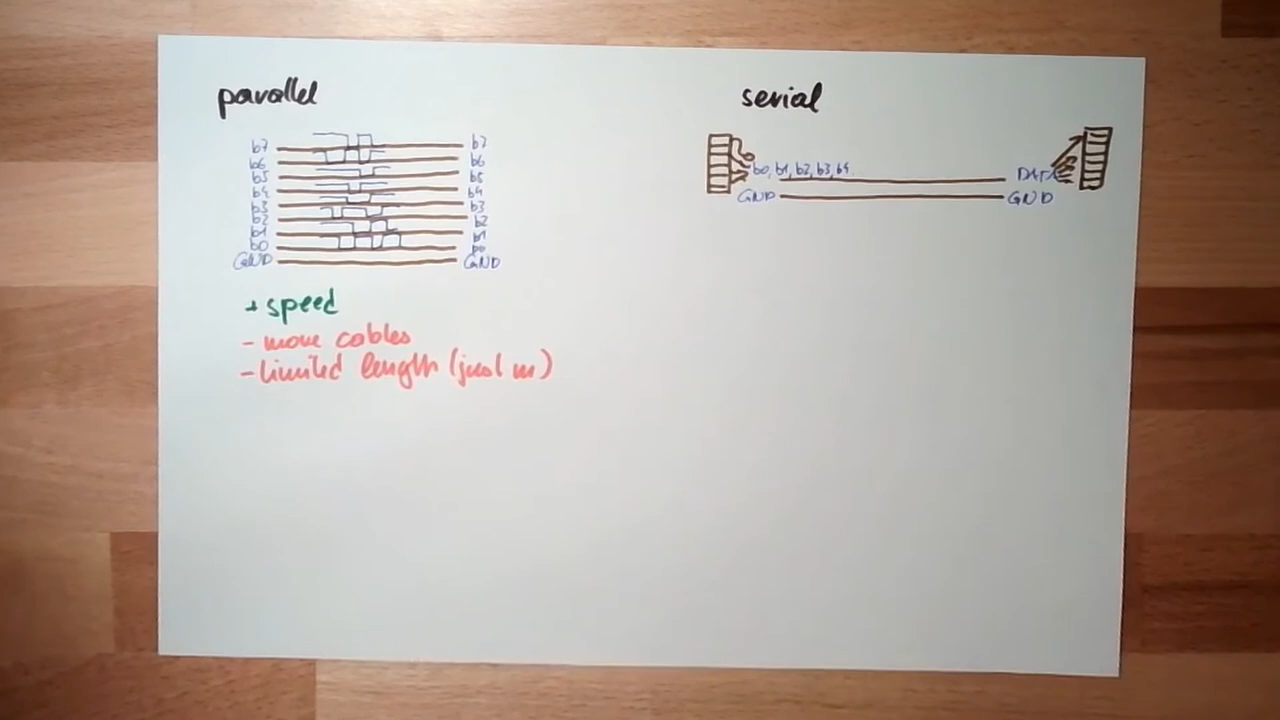 parallel
b7 b7
b6 b6
b5 b5
b4 b4
b3 b3
b2 b2
b1 b1
b0 b0
GND GND
+ speed
- more cables
- limited length (just m)
serial
b0, b1, b2, b3, b4 DATA
GND GND